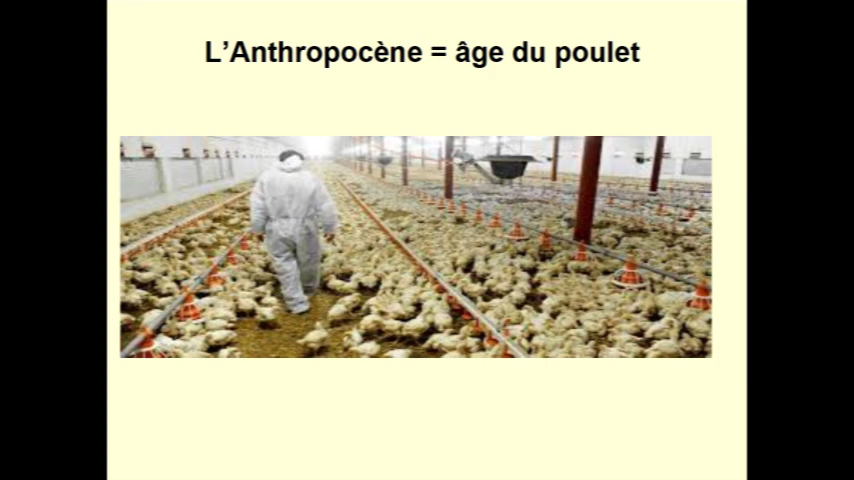 L’Anthropocène = âge du poulet